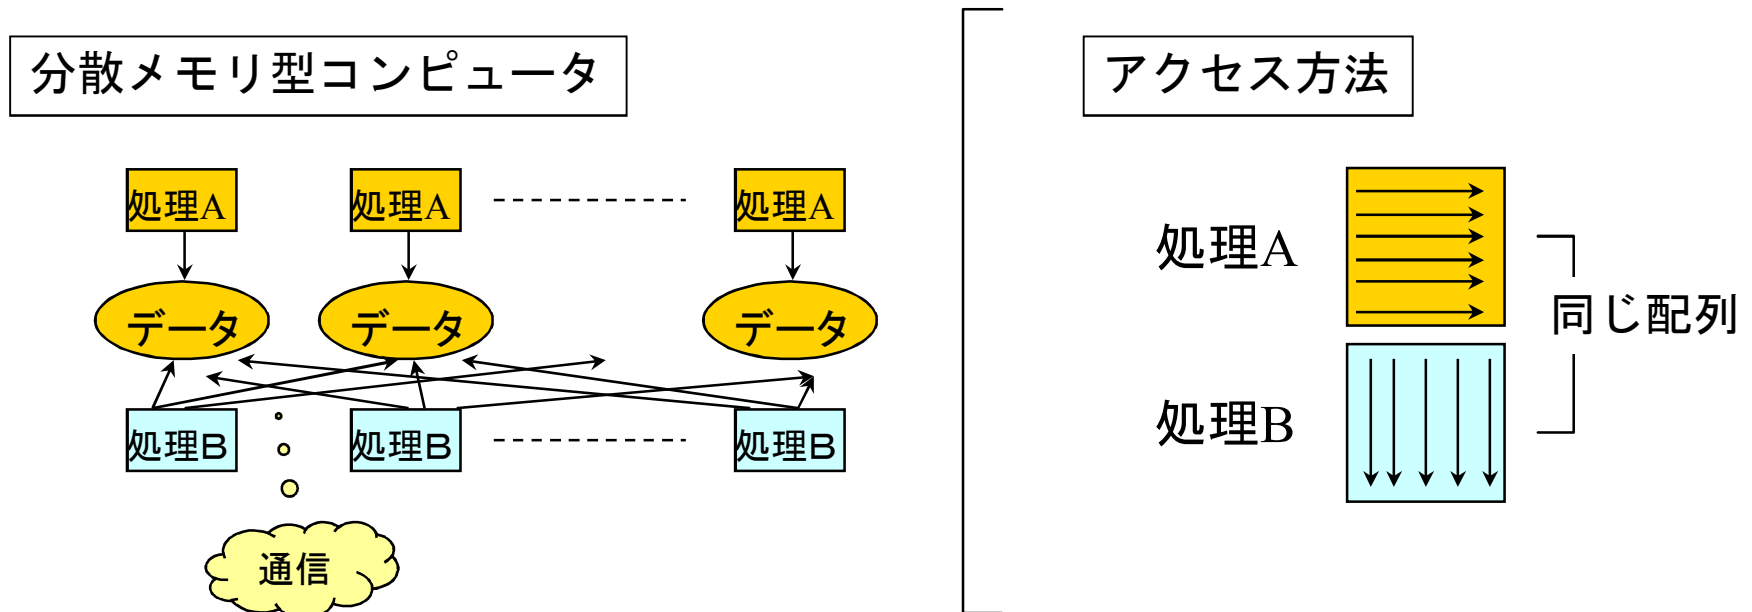 分散メモリ型コンピュータ
処理A
処理A
処理A
データ
データ
データ
処理B
処理B
処理B
通信
アクセス方法
処理A
同じ配列
処理B